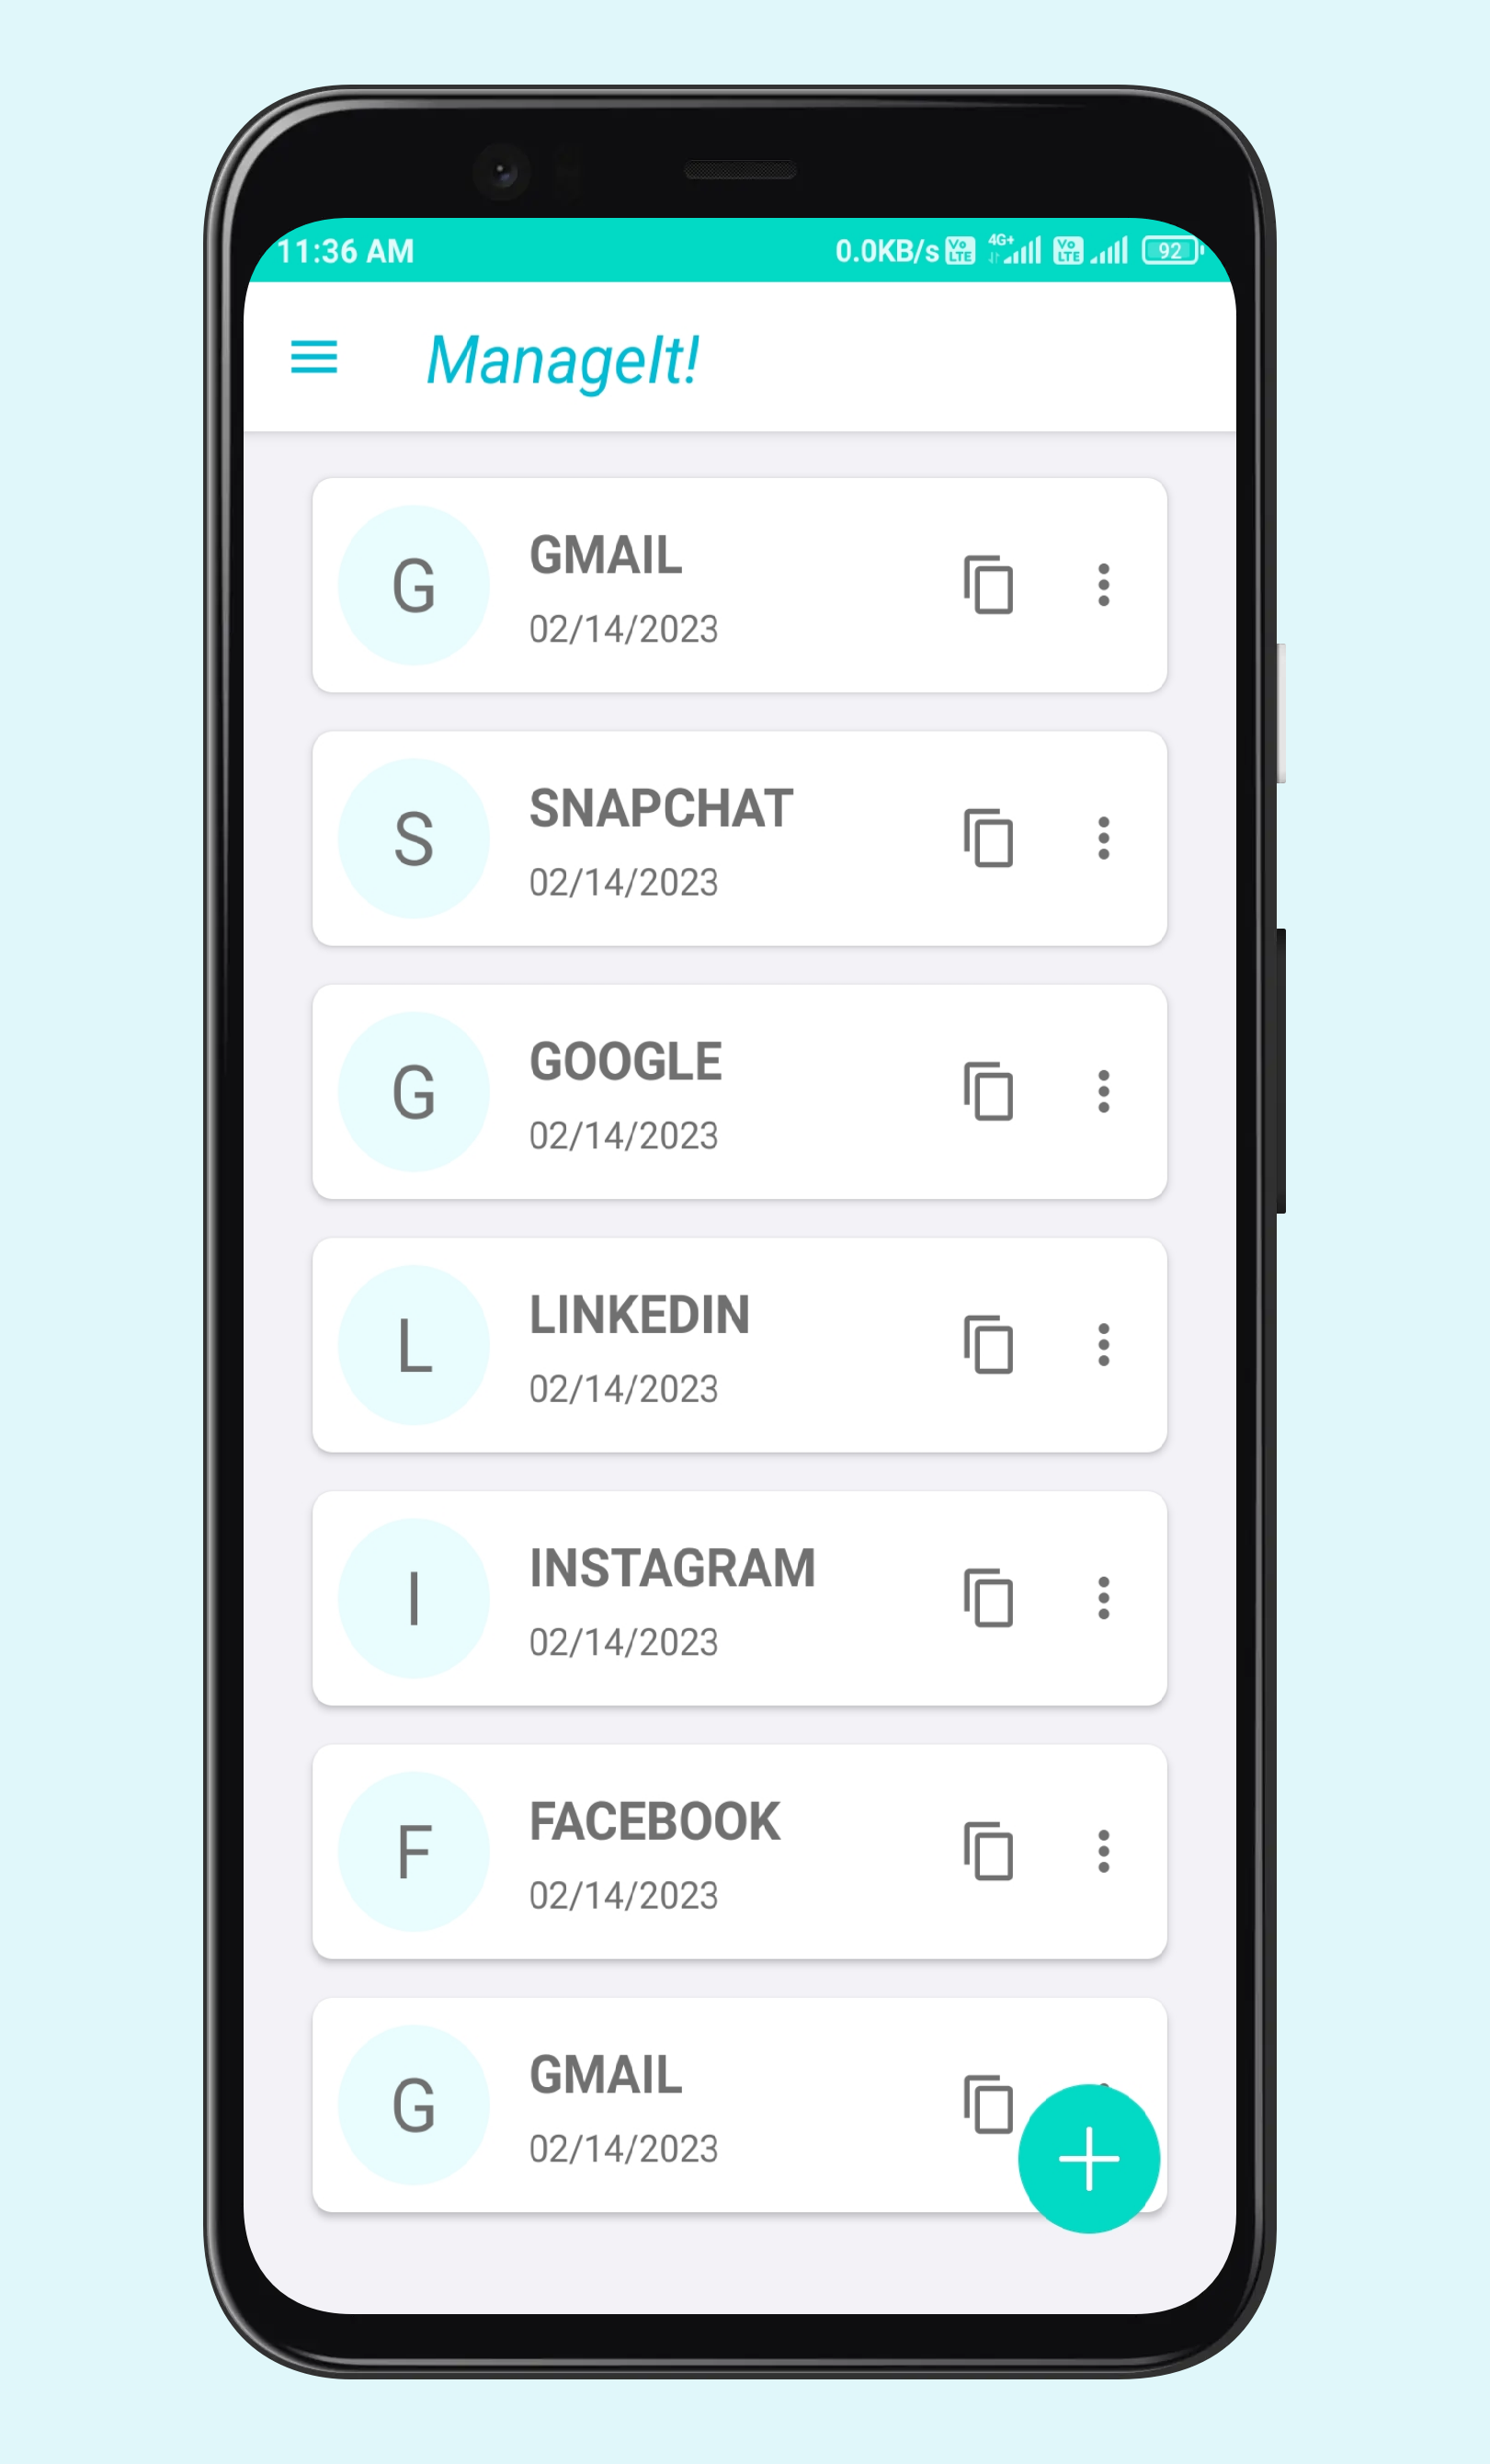 11:36 AM 0.0KB/s Vo LTE 4G+ Vo LTE 92
ManageIt!
G
GMAIL
02/14/2023
S
SNAPCHAT
02/14/2023
G
GOOGLE
02/14/2023
L
LINKEDIN
02/14/2023
I
INSTAGRAM
02/14/2023
F
FACEBOOK
02/14/2023
G
GMAIL
02/14/2023